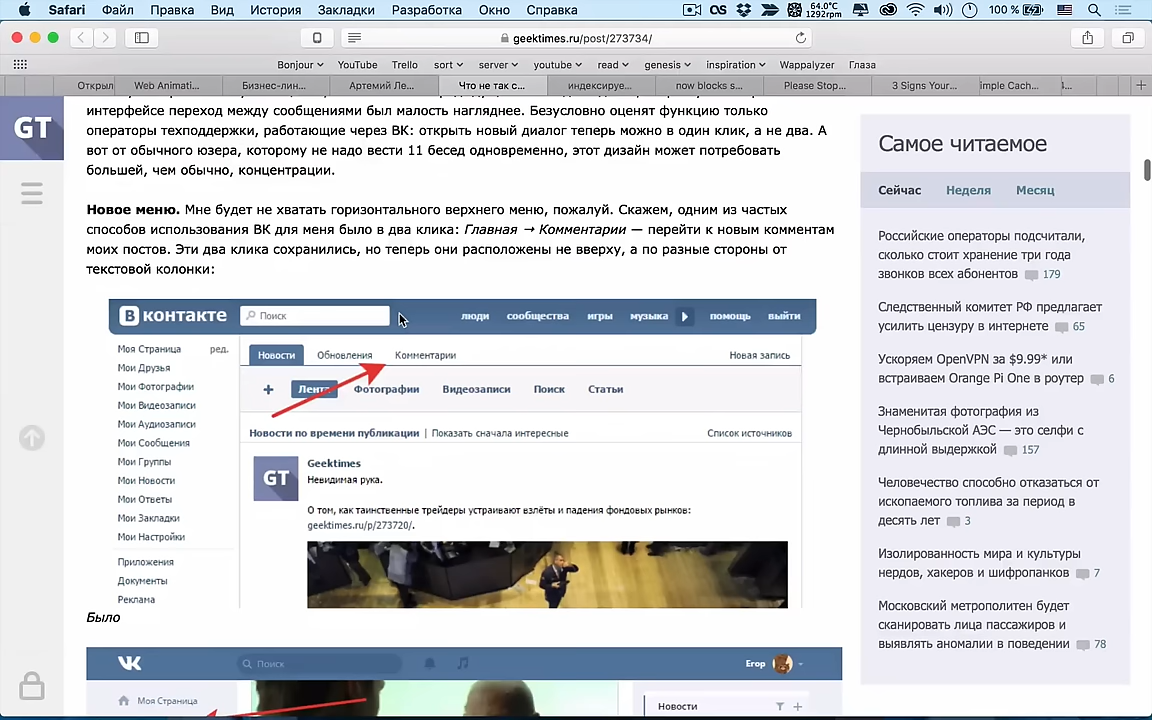 Safari Файл Правка Вид История Закладки Разработка Окно Справка 64.0°C 1292rpm 100 %
geektimes.ru/post/273734/
Bonjour YouTube Trello sort server youtube read genesis inspiration Wappalyzer Глаза
Открыл Web Animati... Бизнес-лин... Артемий Ле... Что не так с... индексируе... now blocks s... Please Stop... 3 Signs Your... imple Cach...
GT
интерфейсе переход между сообщениями был малость нагляднее. Безусловно оценят функцию только
операторы техподдержки, работающие через ВК: открыть новый диалог теперь можно в один клик, а не два. А
вот от обычного юзера, которому не надо вести 11 бесед одновременно, этот дизайн может потребовать
большей, чем обычно, концентрации.
Новое меню. Мне будет не хватать горизонтального верхнего меню, пожалуй. Скажем, одним из частых
способов использования ВК для меня было в два клика: Главная → Комментарии — перейти к новым комментам
моих постов. Эти два клика сохранились, но теперь они расположены не вверху, а по разные стороны от
текстовой колонки:
В контакте Поиск люди сообщества игры музыка помощь выйти
Моя Страница ред.
Мои Друзья
Мои Фотографии
Мои Видеозаписи
Мои Аудиозаписи
Мои Сообщения
Мои Группы
Мои Новости
Мои Ответы
Мои Закладки
Мои Настройки
Приложения
Документы
Реклама
Новости Обновления Комментарии Новая запись
+ Лента Фотографии Видеозаписи Поиск Статьи
Новости по времени публикации | Показать сначала интересные Список источников
GT
Geektimes
Невидимая рука.
О том, как таинственные трейдеры устраивают взлёты и падения фондовых рынков:
geektimes.ru/p/273720/.
Было
Поиск Егор
Моя Страница
Новости
Самое читаемое
Сейчас Неделя Месяц
Российские операторы подсчитали,
сколько стоит хранение три года
звонков всех абонентов 179
Следственный комитет РФ предлагает
усилить цензуру в интернете 65
Ускоряем OpenVPN за $9.99* или
встраиваем Orange Pi One в роутер 6
Знаменитая фотография из
Чернобыльской АЭС — это селфи с
длинной выдержкой 157
Человечество способно отказаться от
ископаемого топлива за период в
десять лет 3
Изолированность мира и культуры
нердов, хакеров и шифропанков 7
Московский метрополитен будет
сканировать лица пассажиров и
выявлять аномалии в поведении 78